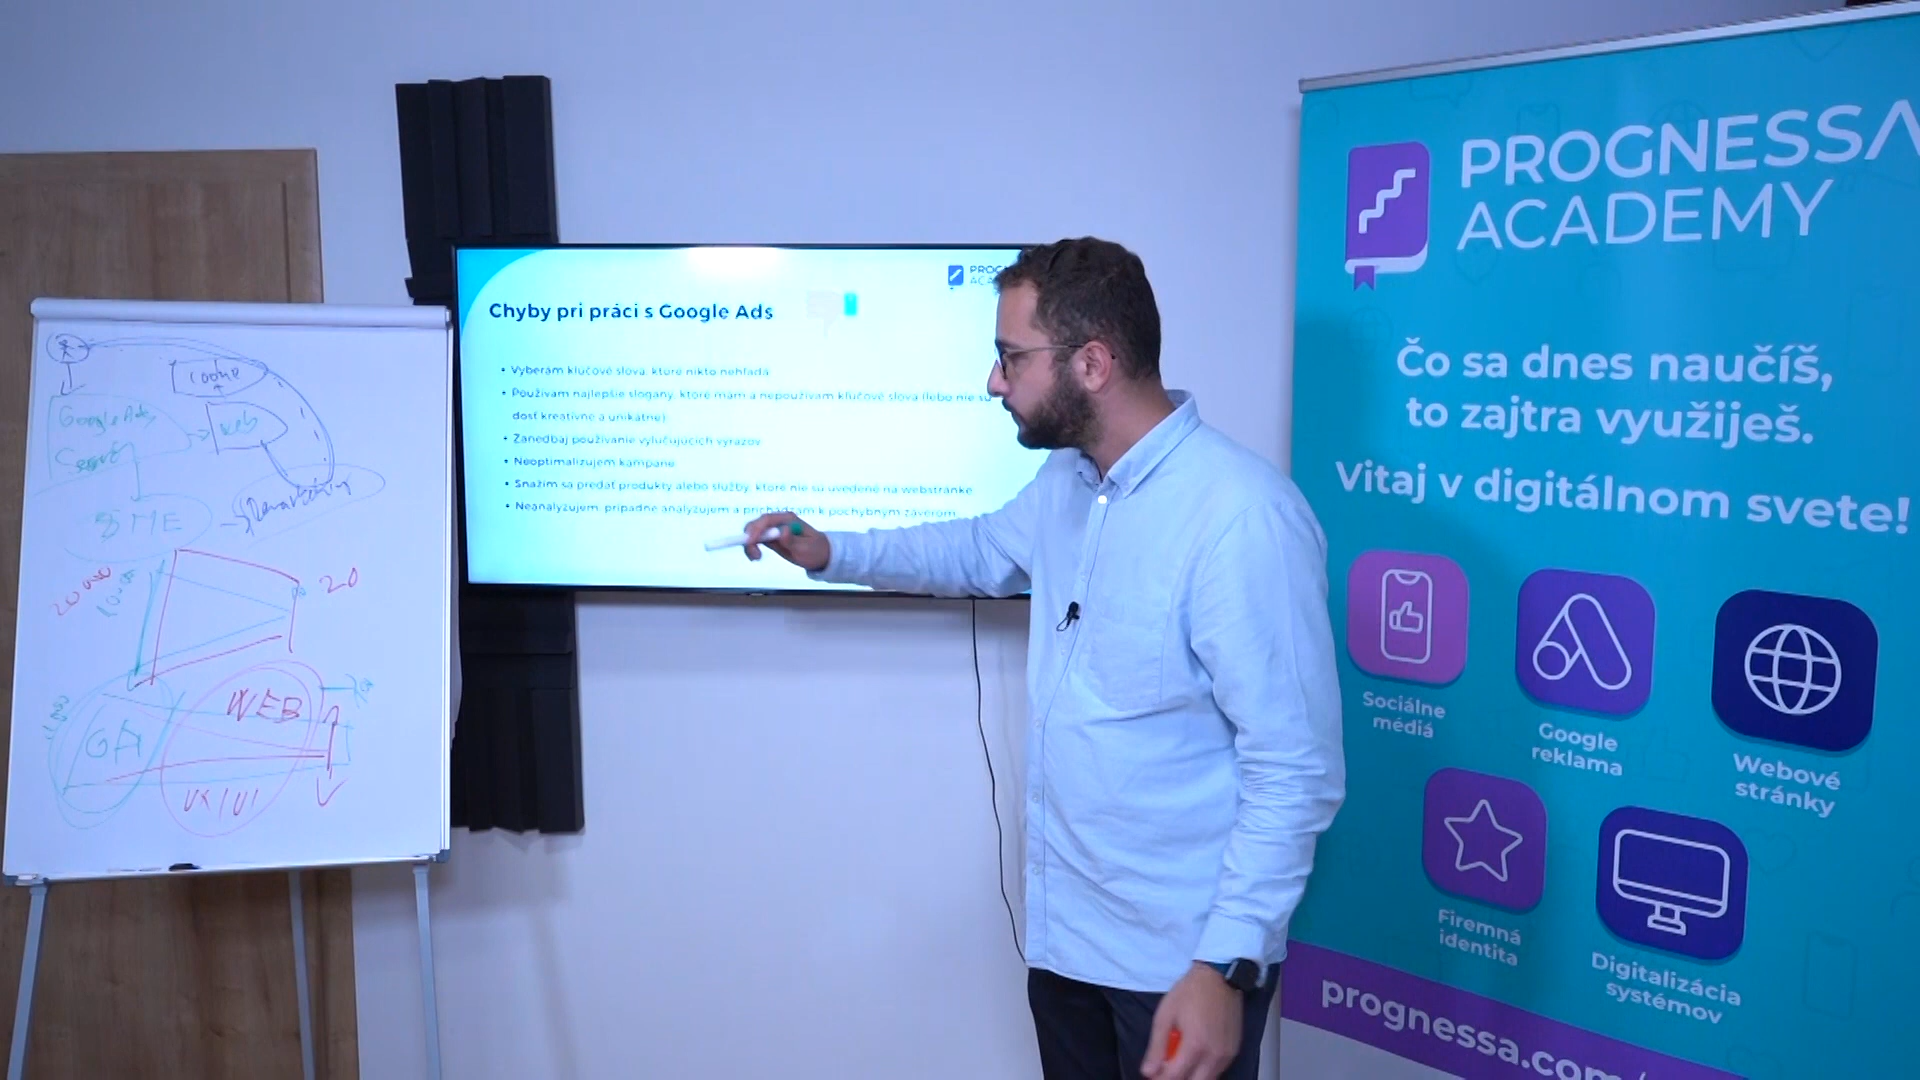 Google Ads
cookie
web
20
WEB
GA
UX/UI
PROG
Chyby pri práci s Google Ads
• Vyberám kľúčové slová, ktoré nikto nehľadá
• Používam najlepšie slogany, ktoré mám a nepoužívam kľúčové slová (lebo nie sú
dosť kreatívne a unikátne)
• Zanedbaj používanie vylučujúcich výrazov
• Neoptimalizujem kampane
• Snažím sa predať produkty alebo služby, ktoré nie sú uvedené na webstránke
• Neanalyzujem, prípadne analyzujem a prichádzam k pochybným záverom
PROGNESSA
ACADEMY
Čo sa dnes naučíš,
to zajtra využiješ.
Vitaj v digitálnom svete!
Sociálne
médiá
Google
reklama
Webové
stránky
Firemná
identita
Digitalizácia
systémov
prognessa.com/